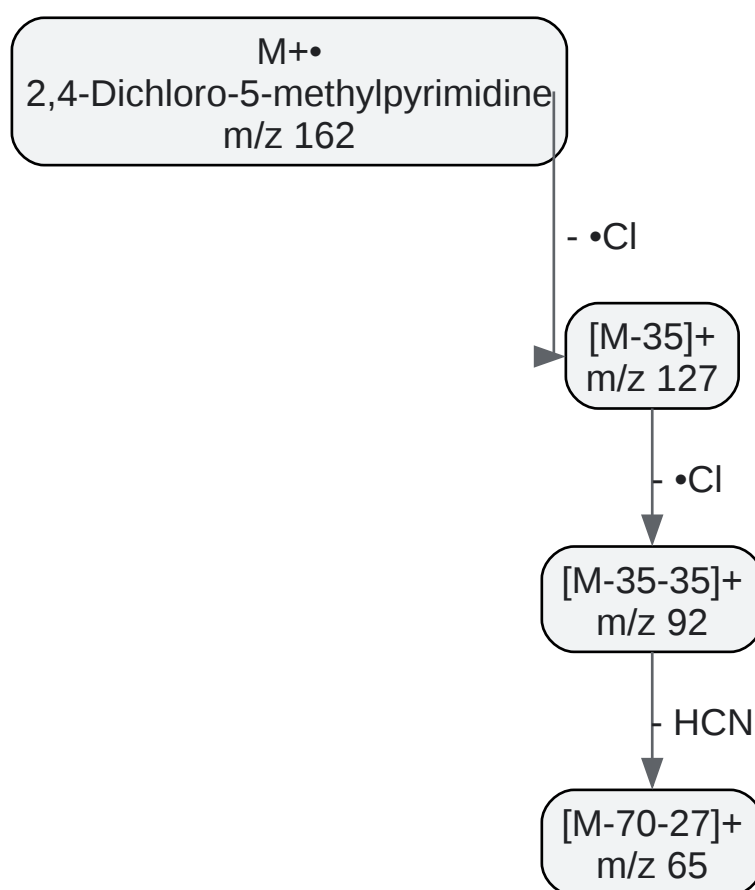 M+•
2,4-Dichloro-5-methylpyrimidine
m/z 162
- •Cl
[M-35]+
m/z 127
- •Cl
[M-35-35]+
m/z 92
- HCN
[M-70-27]+
m/z 65